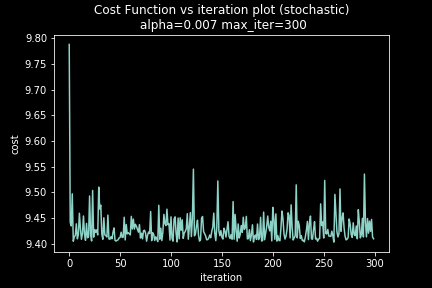 Cost Function vs iteration plot (stochastic)
alpha=0.007 max_iter=300
9.80
9.75
9.70
9.65
9.60
9.55
9.50
9.45
9.40
cost
0 50 100 150 200 250 300
iteration